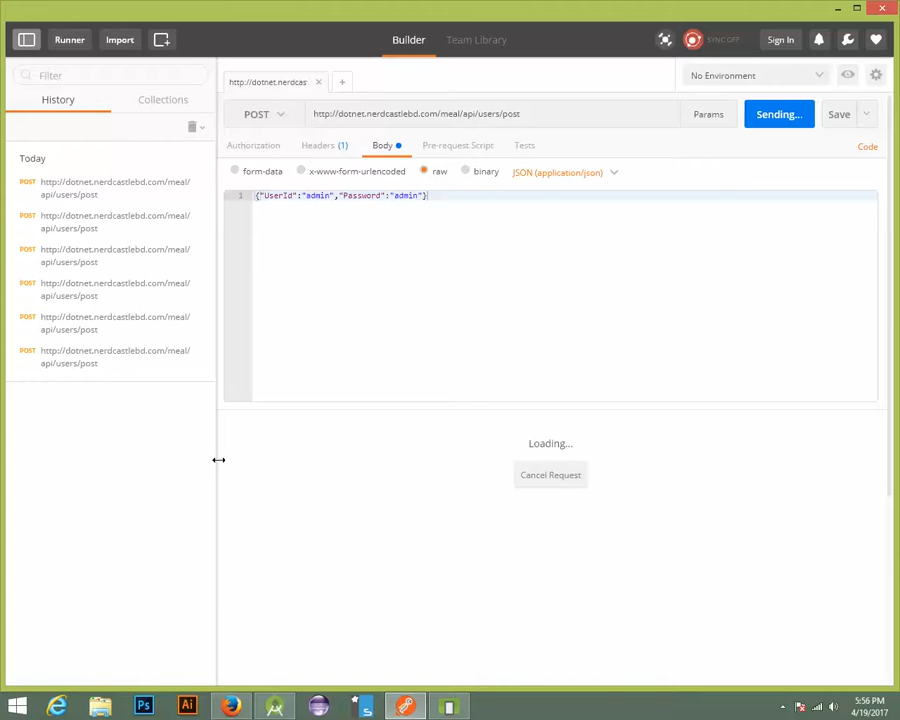 Runner
Import
Builder
Team Library
SYNC OFF
Sign In
Filter
History
Collections
Today
POST http://dotnet.nerdcastlebd.com/meal/
api/users/post
POST http://dotnet.nerdcastlebd.com/meal/
api/users/post
POST http://dotnet.nerdcastlebd.com/meal/
api/users/post
POST http://dotnet.nerdcastlebd.com/meal/
api/users/post
POST http://dotnet.nerdcastlebd.com/meal/
api/users/post
POST http://dotnet.nerdcastlebd.com/meal/
api/users/post
http://dotnet.nerdcas
No Environment
POST
http://dotnet.nerdcastlebd.com/meal/api/users/post
Params
Sending...
Save
Authorization
Headers (1)
Body
Pre-request Script
Tests
Code
form-data
x-www-form-urlencoded
raw
binary
JSON (application/json)
1 {"UserId":"admin","Password":"admin"}
Loading...
Cancel Request
Ps
Ai
5:56 PM
4/19/2017